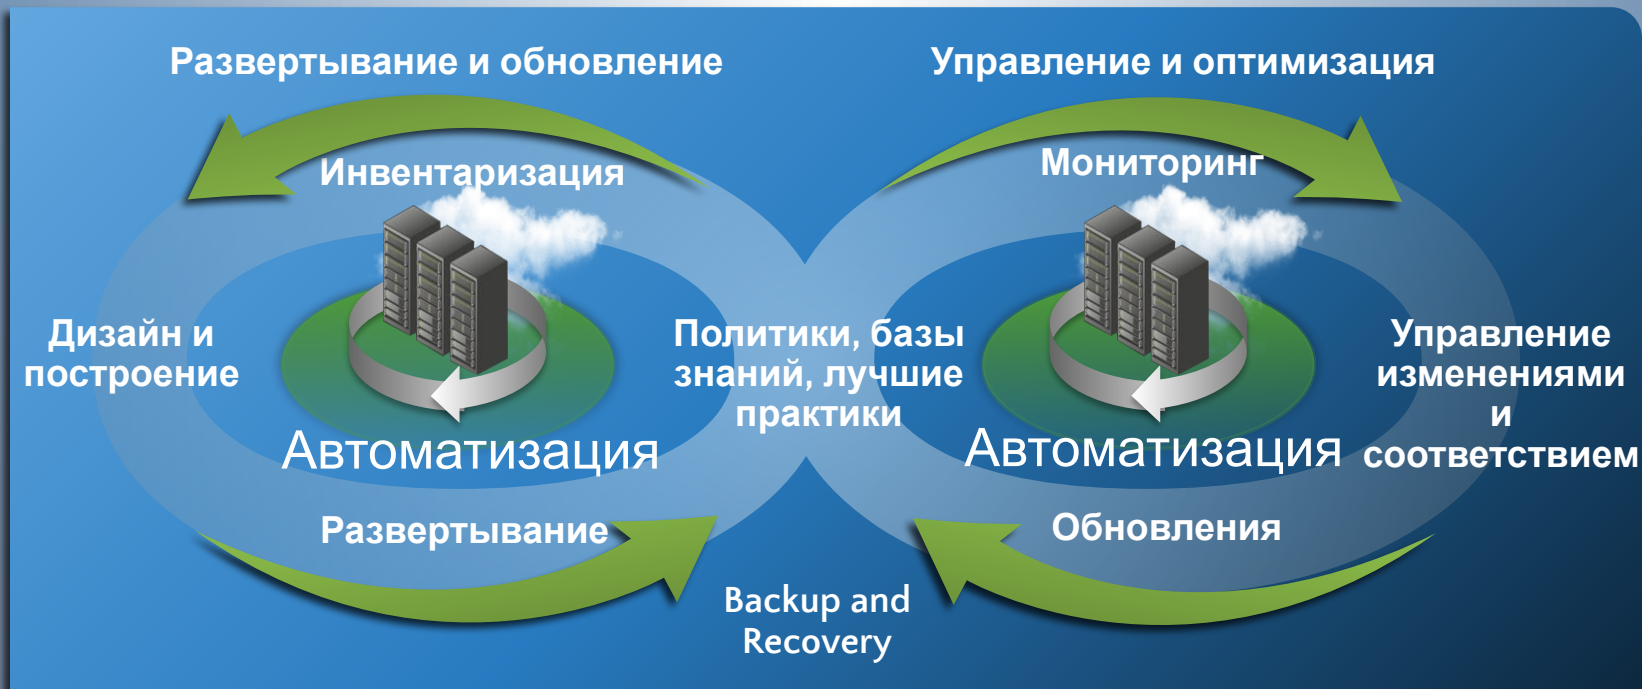 Развертывание и обновление
Управление и оптимизация
Инвентаризация
Мониторинг
Дизайн и
построение
Политики, базы
знаний, лучшие
практики
Управление
изменениями
и
соответствием
Автоматизация
Автоматизация
Развертывание
Обновления
Backup and
Recovery